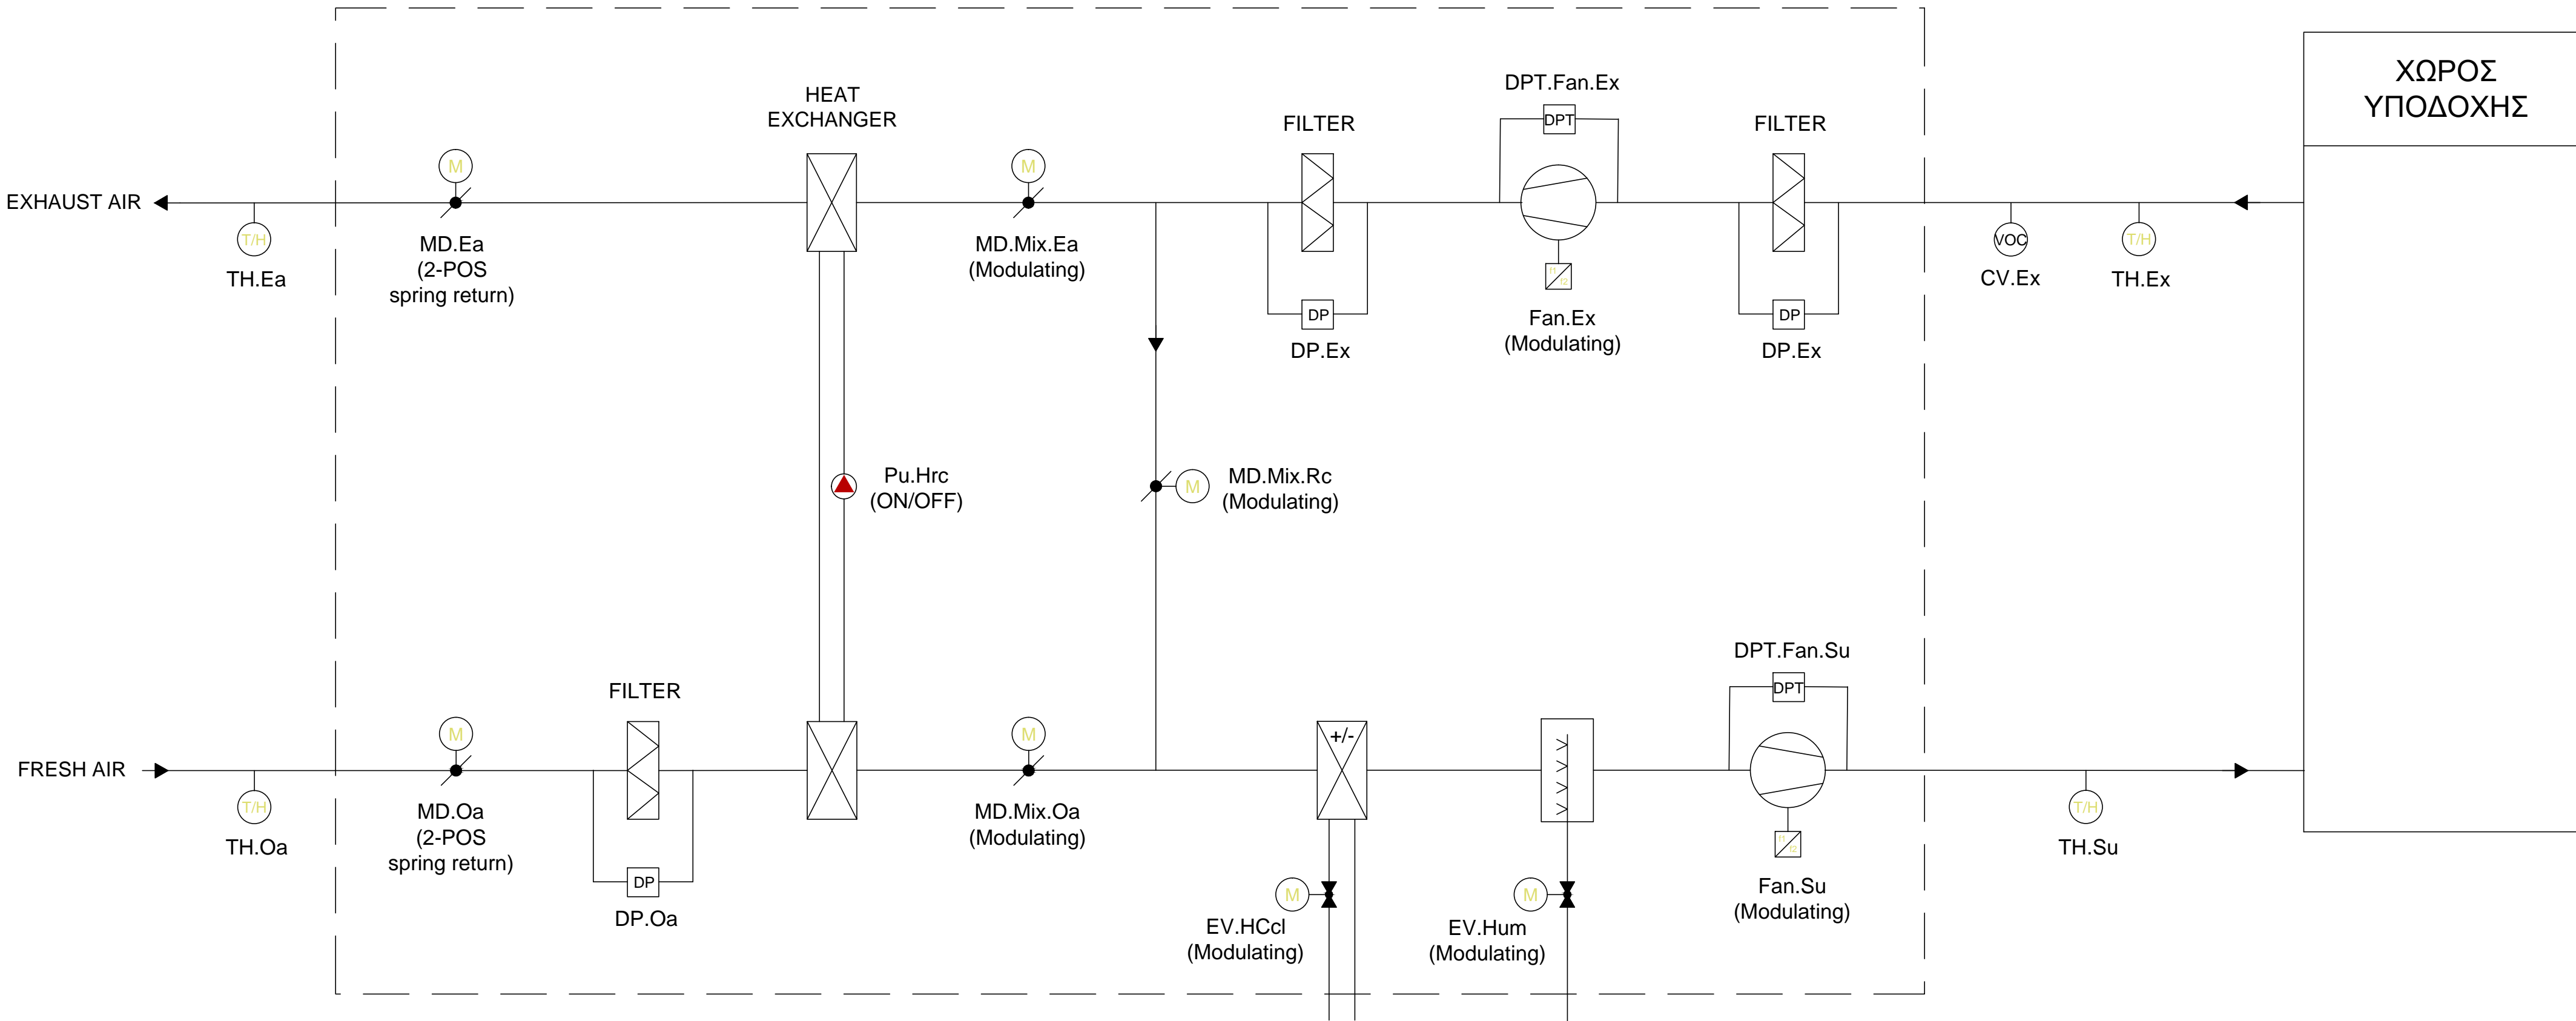 ΧΩΡΟΣ
ΥΠΟΔΟΧΗΣ
HEAT
EXCHANGER
FILTER
DPT.Fan.Ex
DPT
FILTER
EXHAUST AIR
M
M
T/H
TH.Ea
MD.Ea
(2-POS
spring return)
MD.Mix.Ea
(Modulating)
DP
DP.Ex
f1
f2
Fan.Ex
(Modulating)
DP
DP.Ex
VOC
CV.Ex
T/H
TH.Ex
Pu.Hrc
(ON/OFF)
M
MD.Mix.Rc
(Modulating)
FILTER
DPT.Fan.Su
DPT
FRESH AIR
M
M
+/-
T/H
TH.Oa
MD.Oa
(2-POS
spring return)
DP
DP.Oa
MD.Mix.Oa
(Modulating)
M
EV.HCcl
(Modulating)
M
EV.Hum
(Modulating)
f1
f2
Fan.Su
(Modulating)
T/H
TH.Su